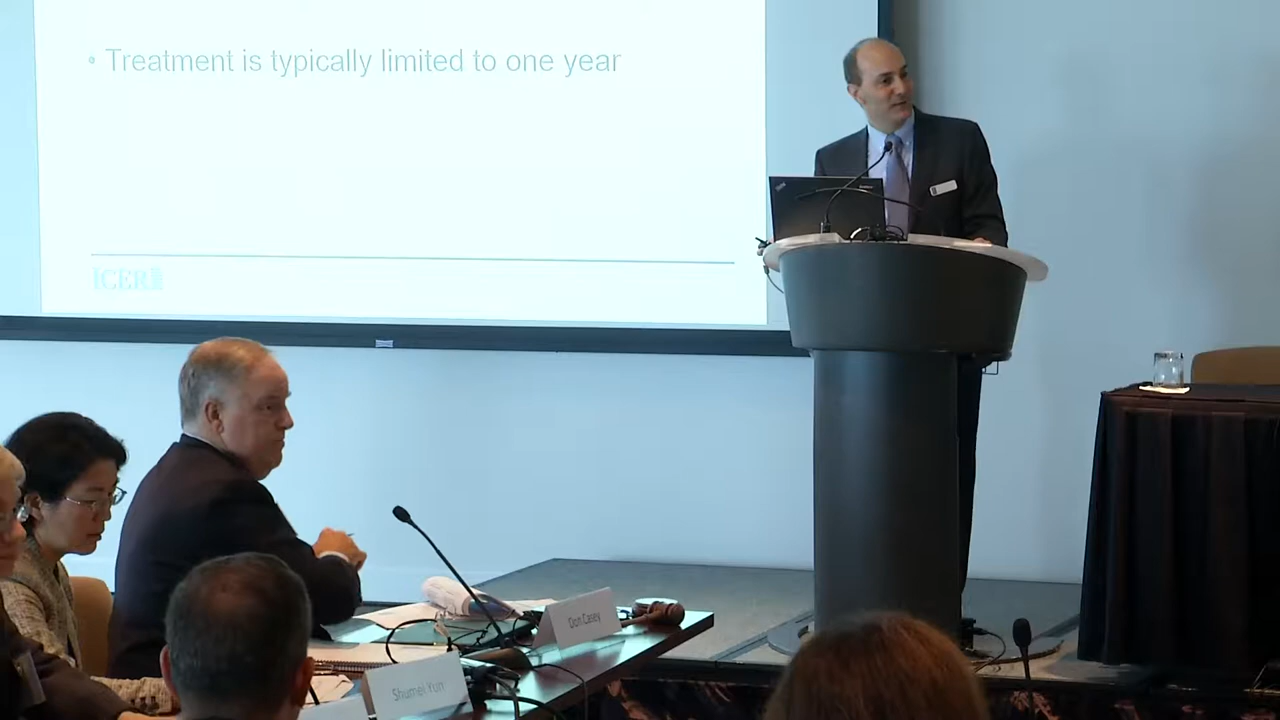 • Treatment is typically limited to one year
ICER
Don Casey
Shumei Yun